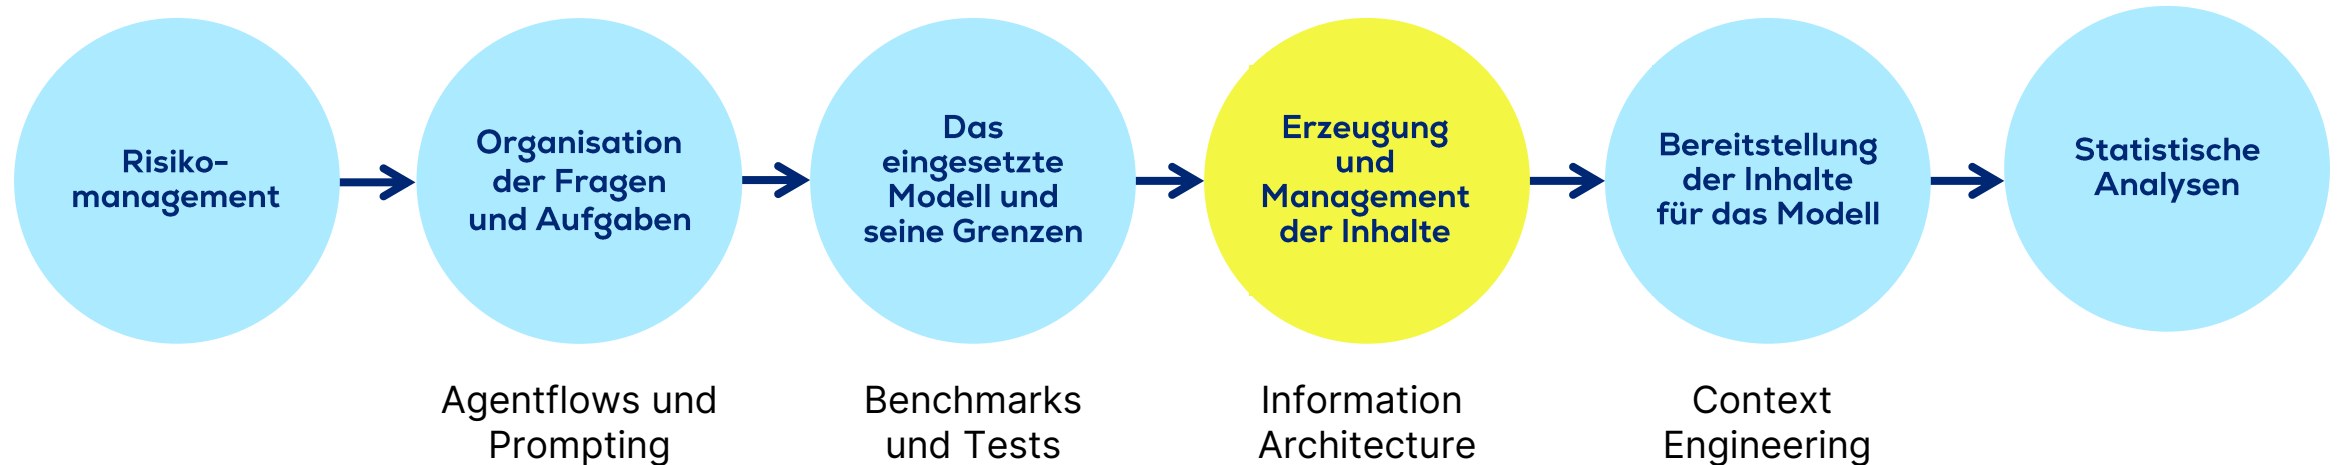 Risiko-
management
Organisation
der Fragen
und Aufgaben
Das
eingesetzte
Modell und
seine Grenzen
Erzeugung
und
Management
der Inhalte
Bereitstellung
der Inhalte
für das Modell
Statistische
Analysen
Agentflows und
Prompting
Benchmarks
und Tests
Information
Architecture
Context
Engineering